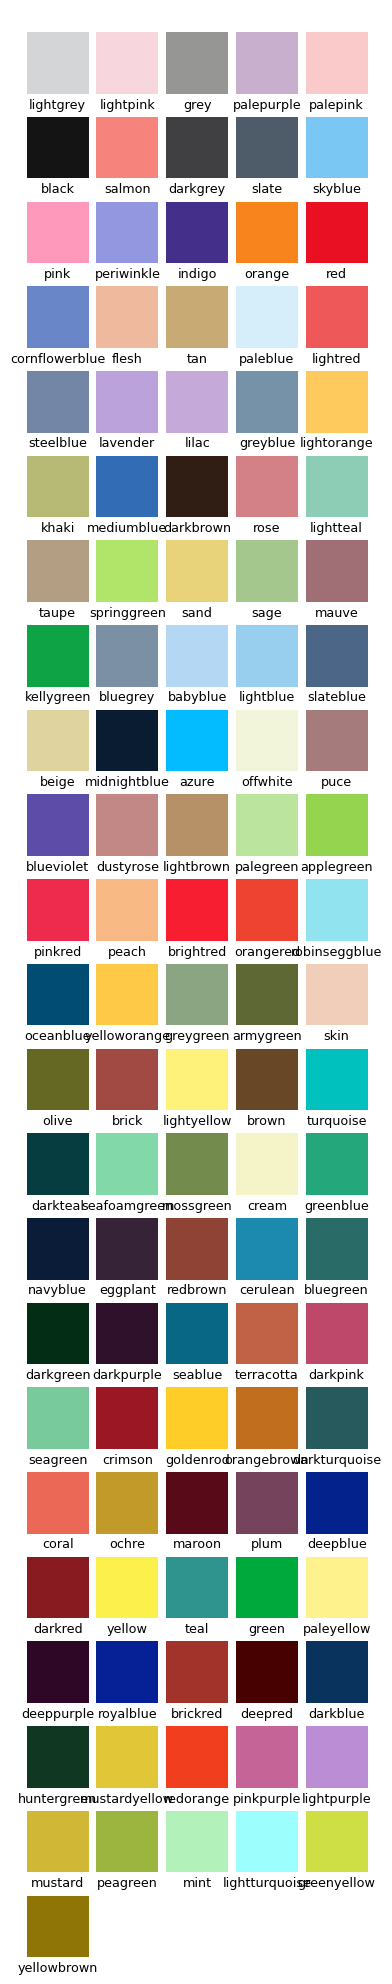 lightgrey lightpink grey palepurple palepink
black salmon darkgrey slate skyblue
pink periwinkle indigo orange red
cornflowerblue flesh tan paleblue lightred
steelblue lavender lilac greyblue lightorange
khaki mediumblue darkbrown rose lightteal
taupe springgreen sand sage mauve
kellygreen bluegrey babyblue lightblue slateblue
beige midnightblue azure offwhite puce
blueviolet dustyrose lightbrown palegreen applegreen
pinkred peach brightred orangered robinseggblue
oceanblue yelloworange greygreen armygreen skin
olive brick lightyellow brown turquoise
darkteal seafoamgreen mossgreen cream greenblue
navyblue eggplant redbrown cerulean bluegreen
darkgreen darkpurple seablue terracotta darkpink
seagreen crimson goldenrod orangebrown darkturquoise
coral ochre maroon plum deepblue
darkred yellow teal green paleyellow
deeppurple royalblue brickred deepred darkblue
huntergreen mustardyellow redorange pinkpurple lightpurple
mustard peagreen mint lightturquoise greenyellow
yellowbrown